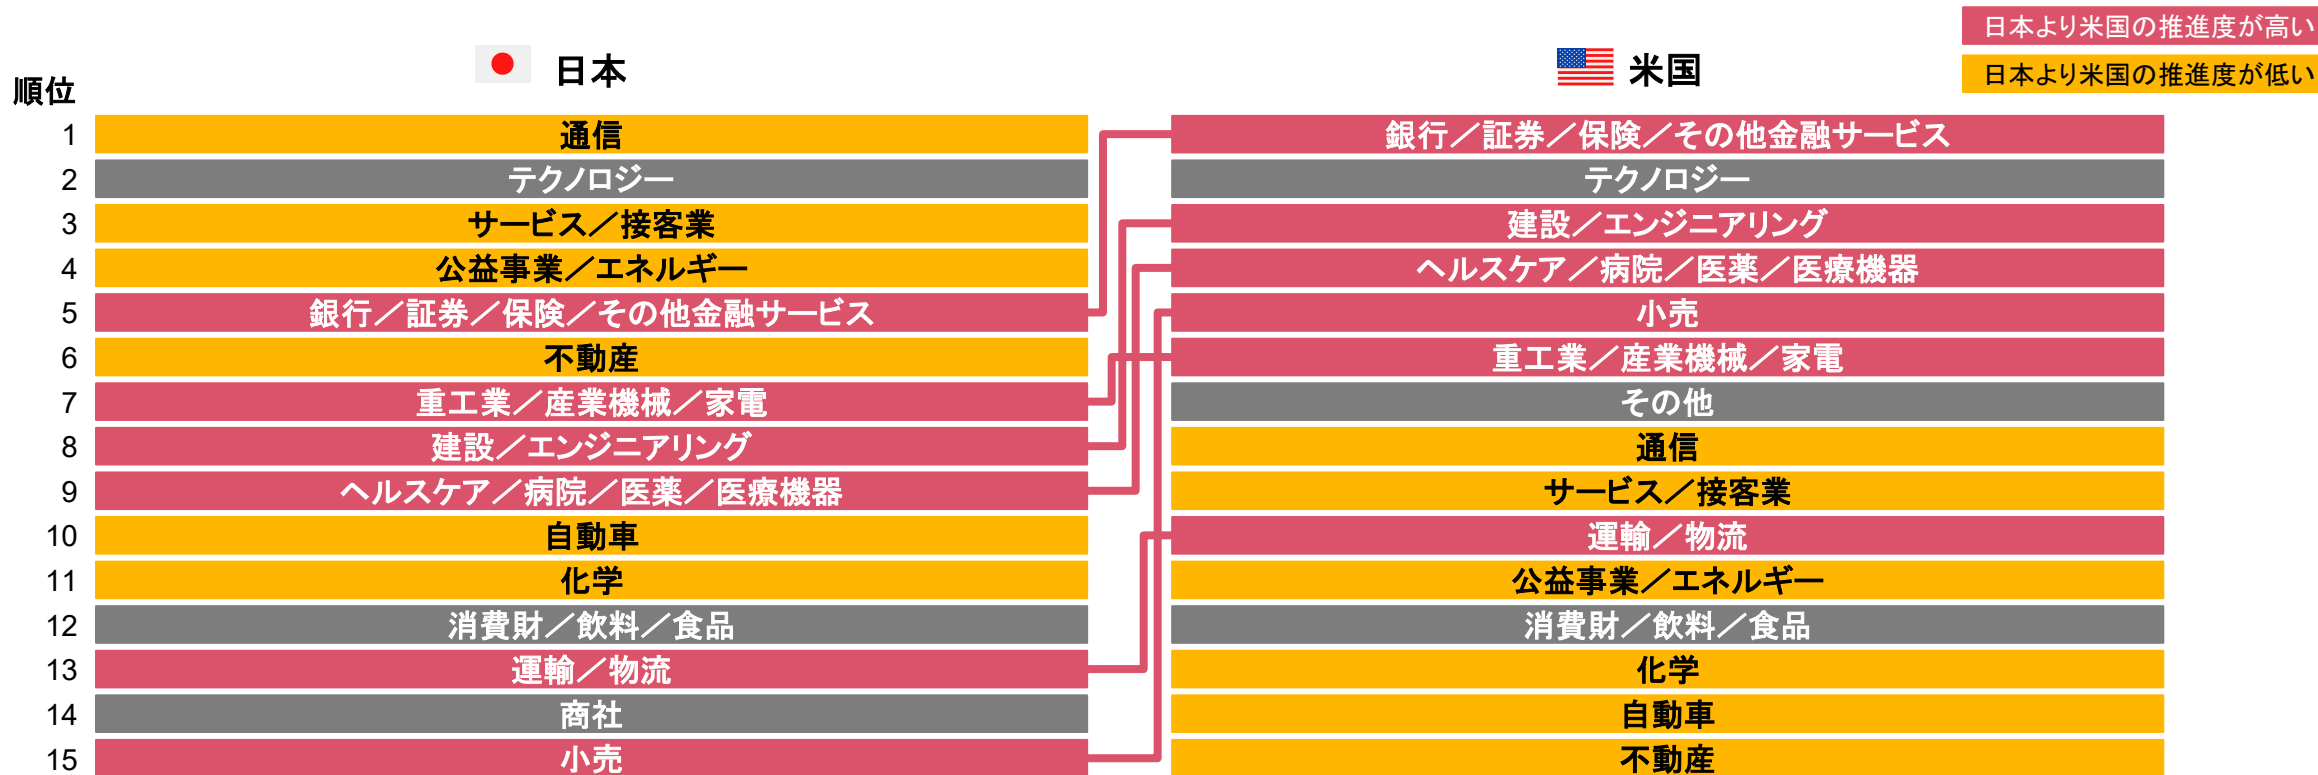 日本より米国の推進度が高い
日本より米国の推進度が低い
順位
日本
米国
1 通信 銀行／証券／保険／その他金融サービス
2 テクノロジー テクノロジー
3 サービス／接客業 建設／エンジニアリング
4 公益事業／エネルギー ヘルスケア／病院／医薬／医療機器
5 銀行／証券／保険／その他金融サービス 小売
6 不動産 重工業／産業機械／家電
7 重工業／産業機械／家電 その他
8 建設／エンジニアリング 通信
9 ヘルスケア／病院／医薬／医療機器 サービス／接客業
10 自動車 運輸／物流
11 化学 公益事業／エネルギー
12 消費財／飲料／食品 消費財／飲料／食品
13 運輸／物流 化学
14 商社 自動車
15 小売 不動産